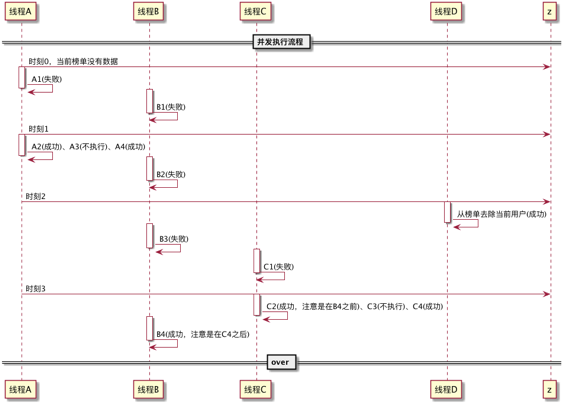 线程A 线程B 线程C 线程D z
并发执行流程
时刻0，当前榜单没有数据
A1(失败)
B1(失败)
时刻1
A2(成功)、A3(不执行)、A4(成功)
B2(失败)
时刻2
从榜单去除当前用户(成功)
B3(失败)
C1(失败)
时刻3
C2(成功，注意是在B4之前)、C3(不执行)、C4(成功)
B4(成功，注意是在C4之后)
over
线程A 线程B 线程C 线程D z